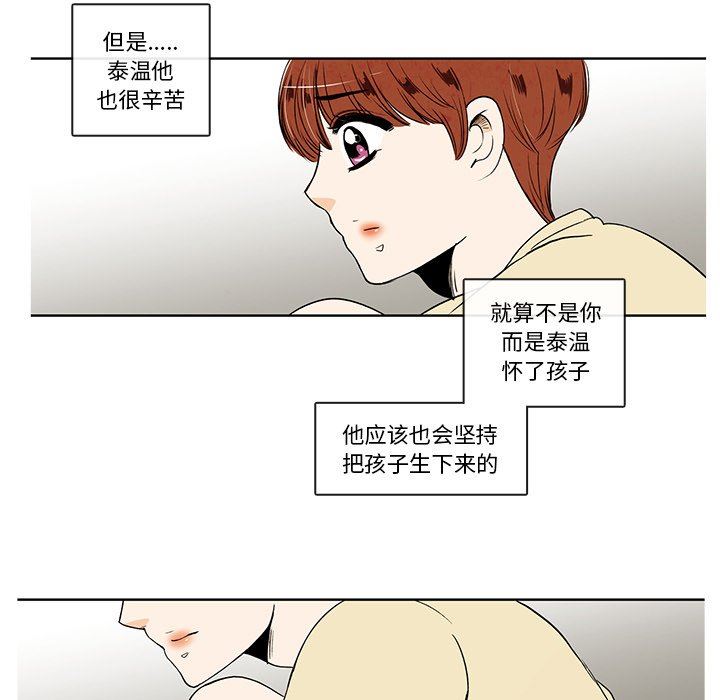 但是.....
泰温他
也很辛苦
就算不是你
而是泰温
怀了孩子
他应该也会坚持
把孩子生下来的